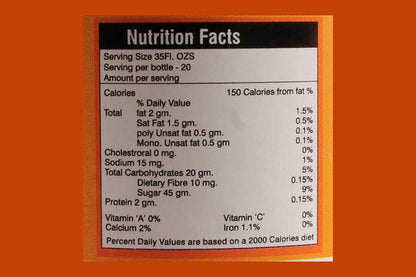 Nutrition Facts
Serving Size 35Fl. OZS
Serving per bottle - 20
Amount per serving
Calories 150 Calories from fat %
% Daily Value
Total fat 2 gm. 1.5%
Sat Fat 1.5 gm. 0.5%
poly Unsat fat 0.5 gm. 0.1%
Mono. Unsat fat 0.5 gm 0.1%
Cholestroral 0 mg. 0%
Sodium 15 mg. 1%
Total Carbohydrates 20 gm. 5%
Dietary Fibre 10 mg. 0.15%
Sugar 45 gm. 9%
Protein 2 gm. 0.15%
Vitamin 'A' 0% Vitamin 'C' 0%
Calcium 2% Iron 1.1% 0%
Percent Daily Values are based on a 2000 Calories diet